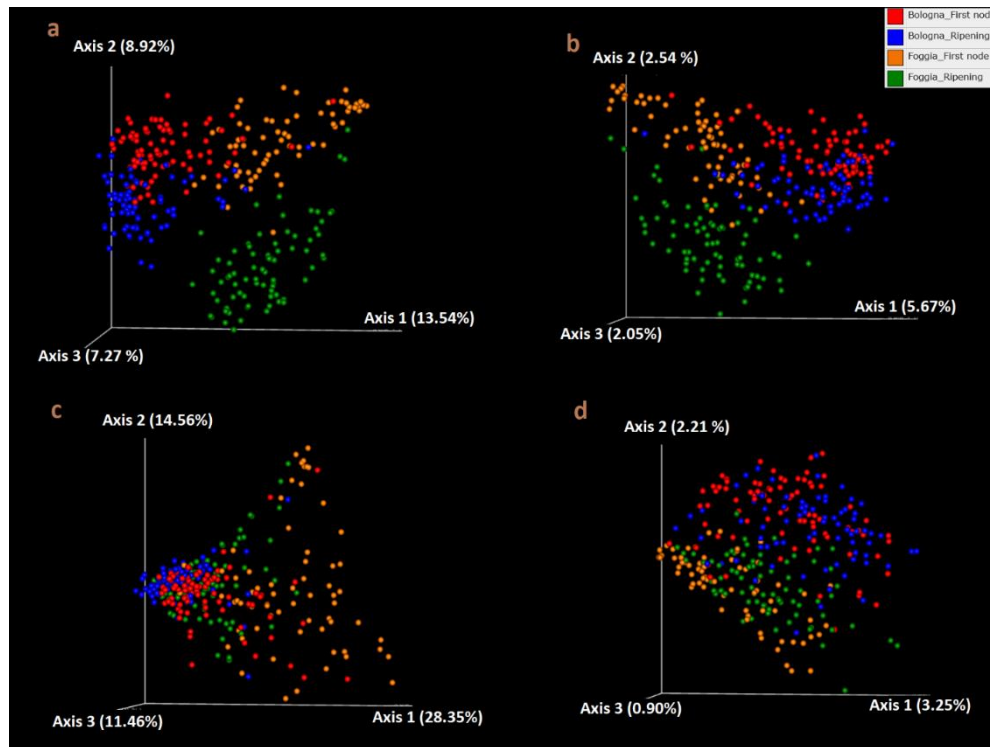 a
Axis 2 (8.92%)
Axis 1 (13.54%)
Axis 3 (7.27 %)
b
Axis 2 (2.54 %)
Axis 1 (5.67%)
Axis 3 (2.05%)
Bologna_First nod
Bologna_Ripening
Foggia_First node
Foggia_Ripening
c
Axis 2 (14.56%)
Axis 3 (11.46%)
Axis 1 (28.35%)
d
Axis 2 (2.21 %)
Axis 3 (0.90%)
Axis 1 (3.25%)